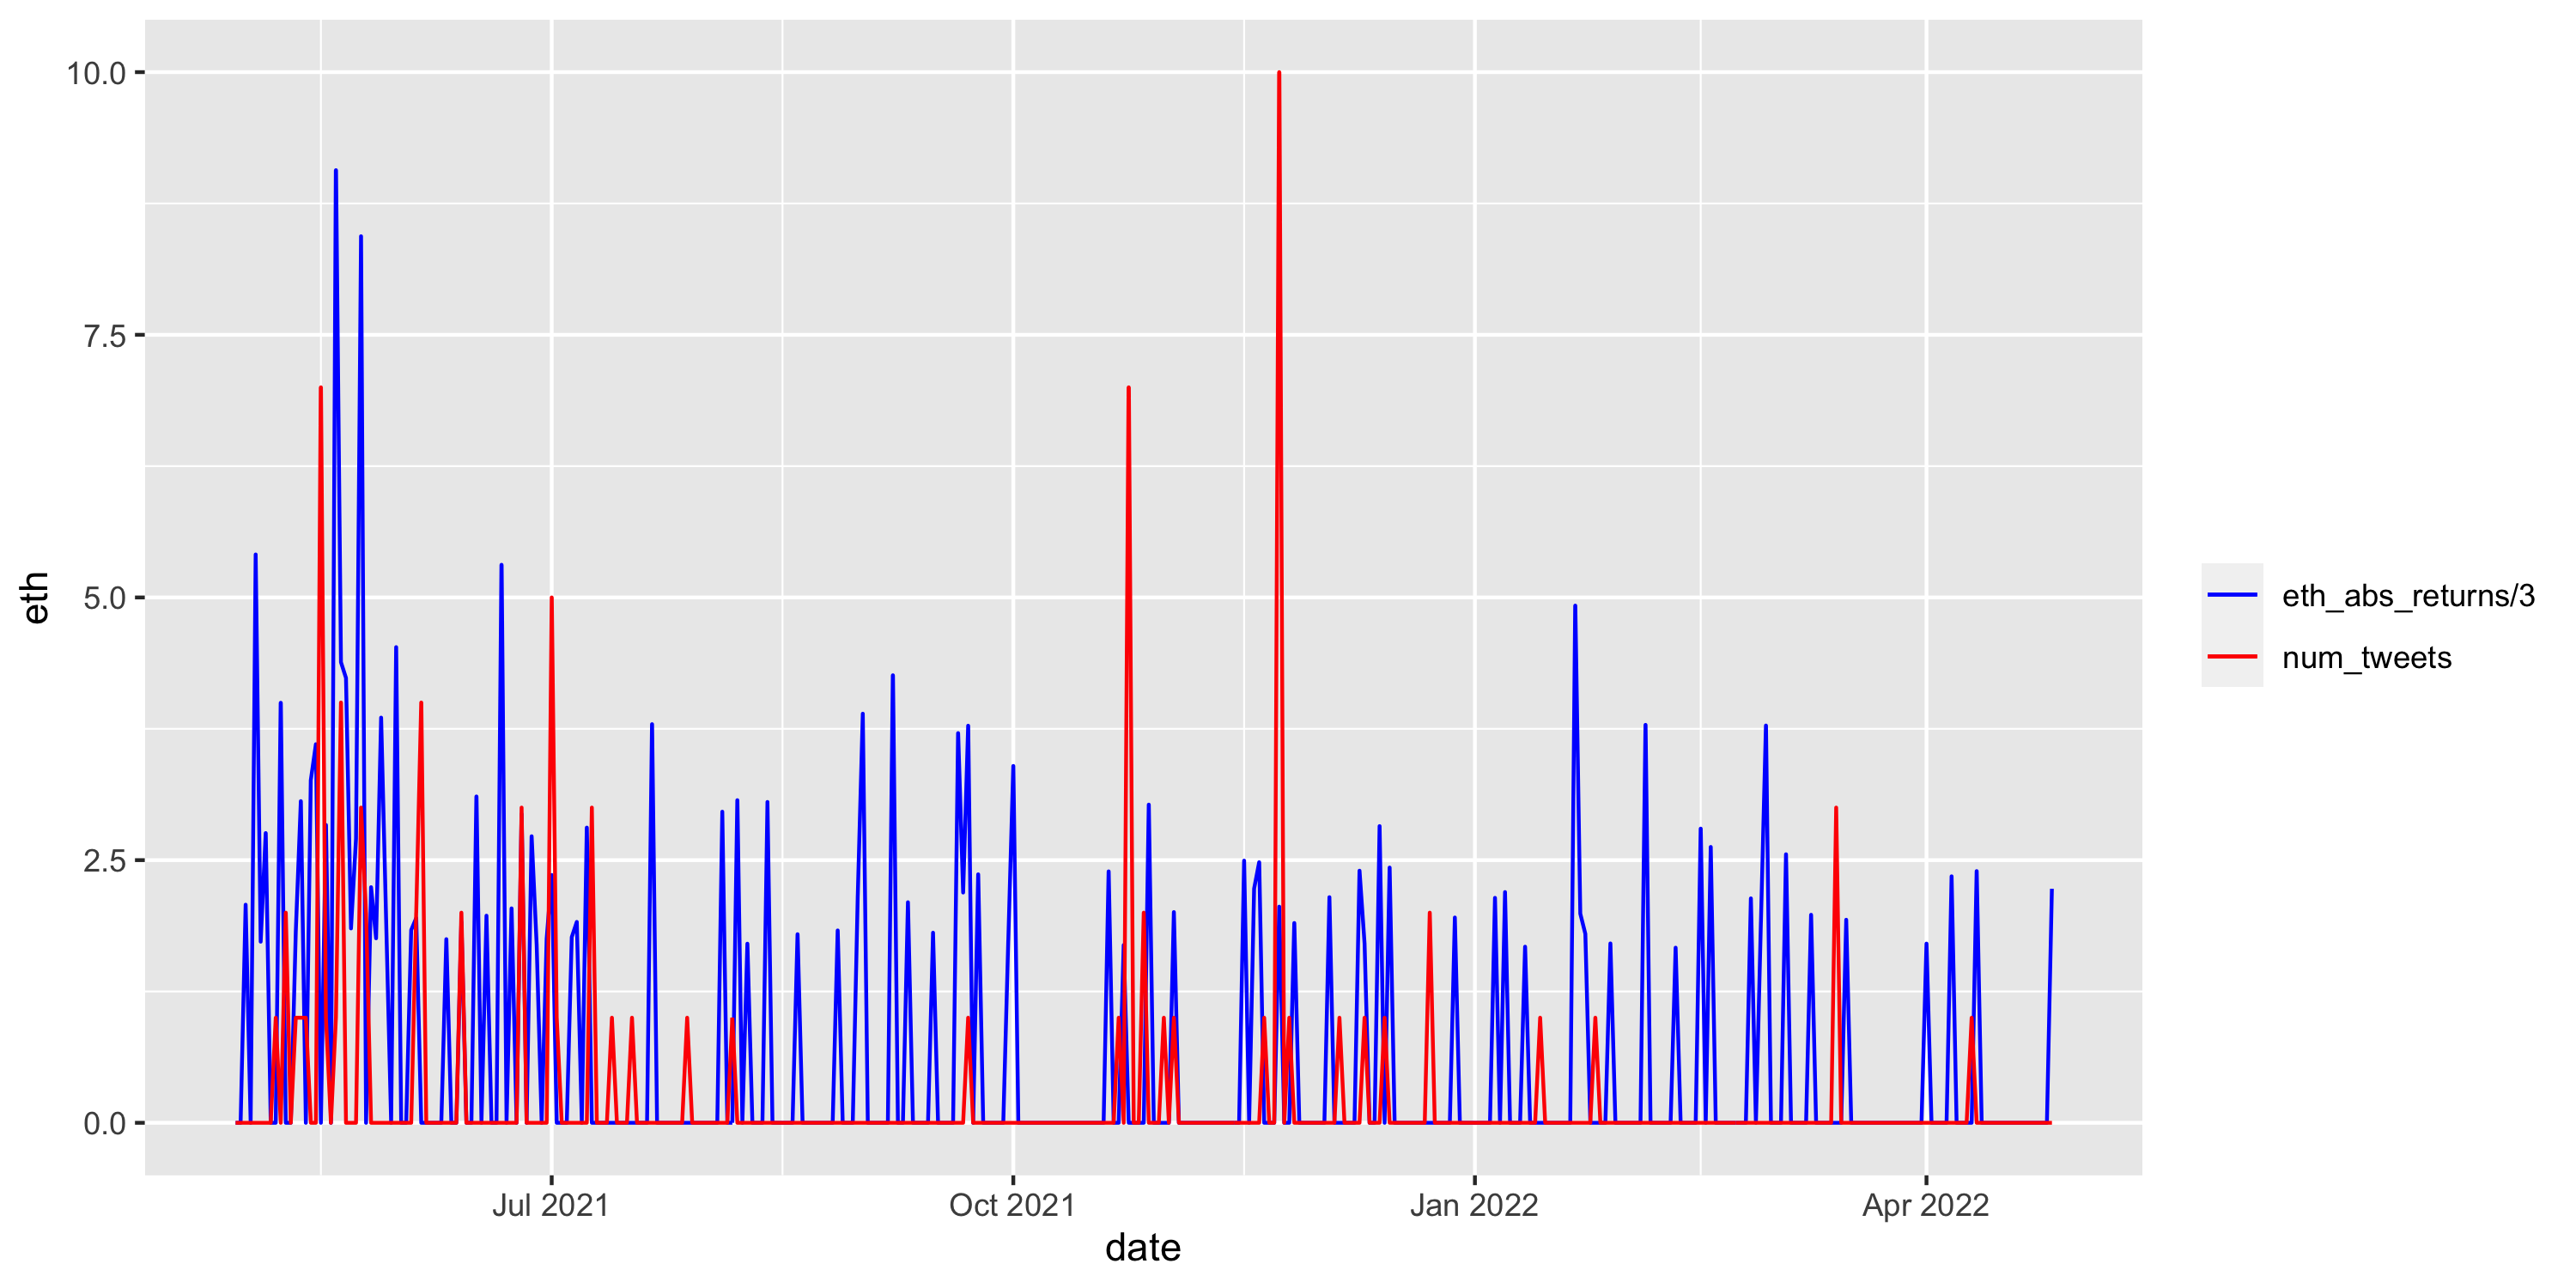 10.0
7.5
5.0
2.5
0.0
eth
Jul 2021
Oct 2021
Jan 2022
Apr 2022
date
eth_abs_returns/3
num_tweets